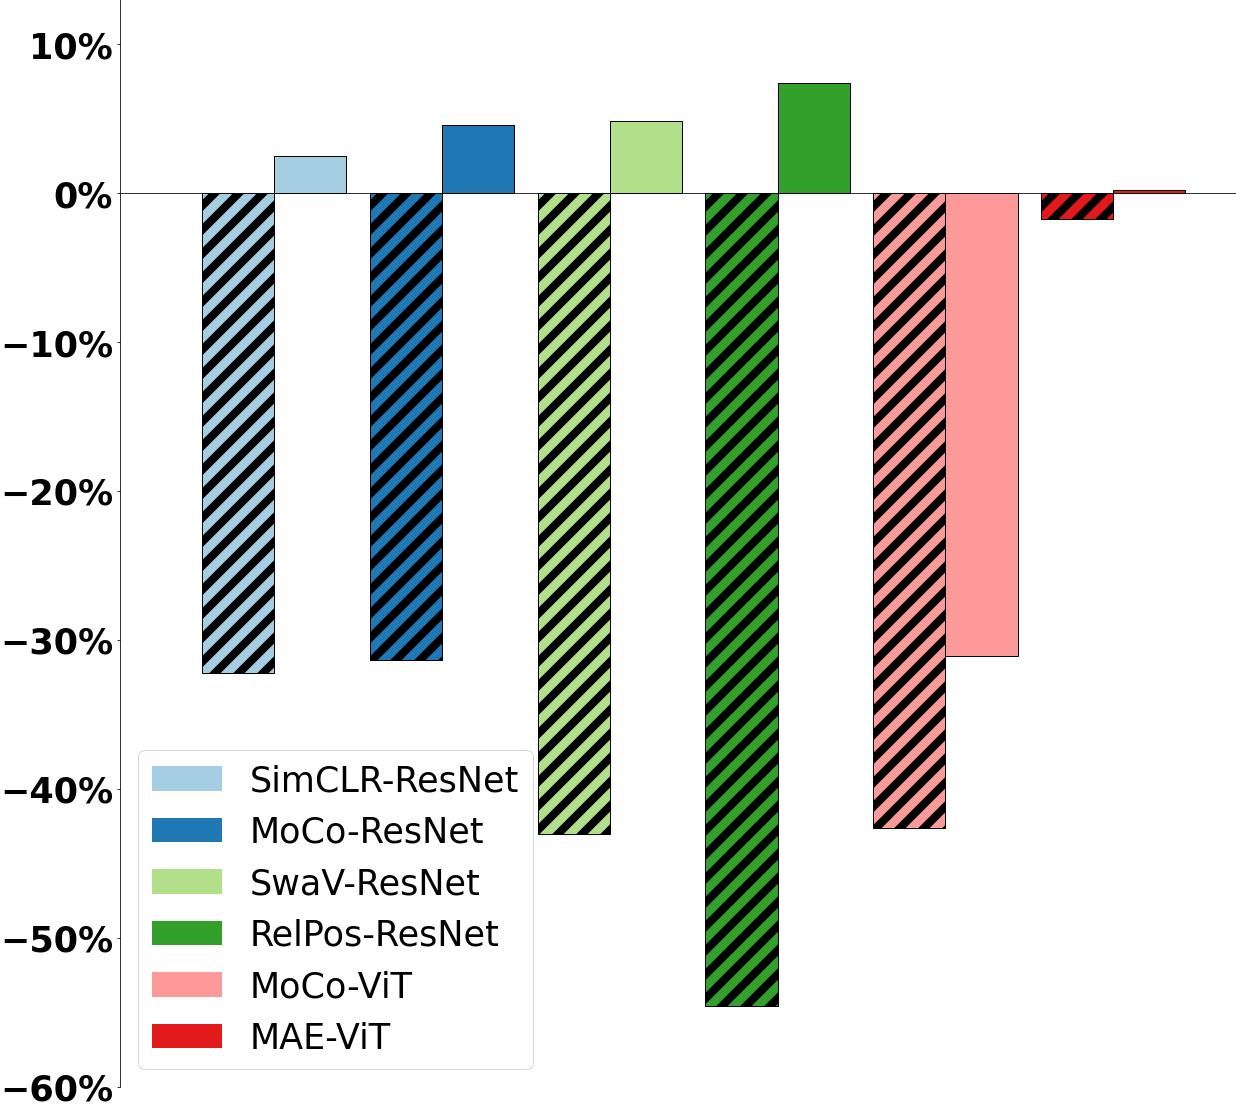 10%
0%
−10%
−20%
−30%
−40%
−50%
−60%
SimCLR-ResNet
MoCo-ResNet
SwaV-ResNet
RelPos-ResNet
MoCo-ViT
MAE-ViT